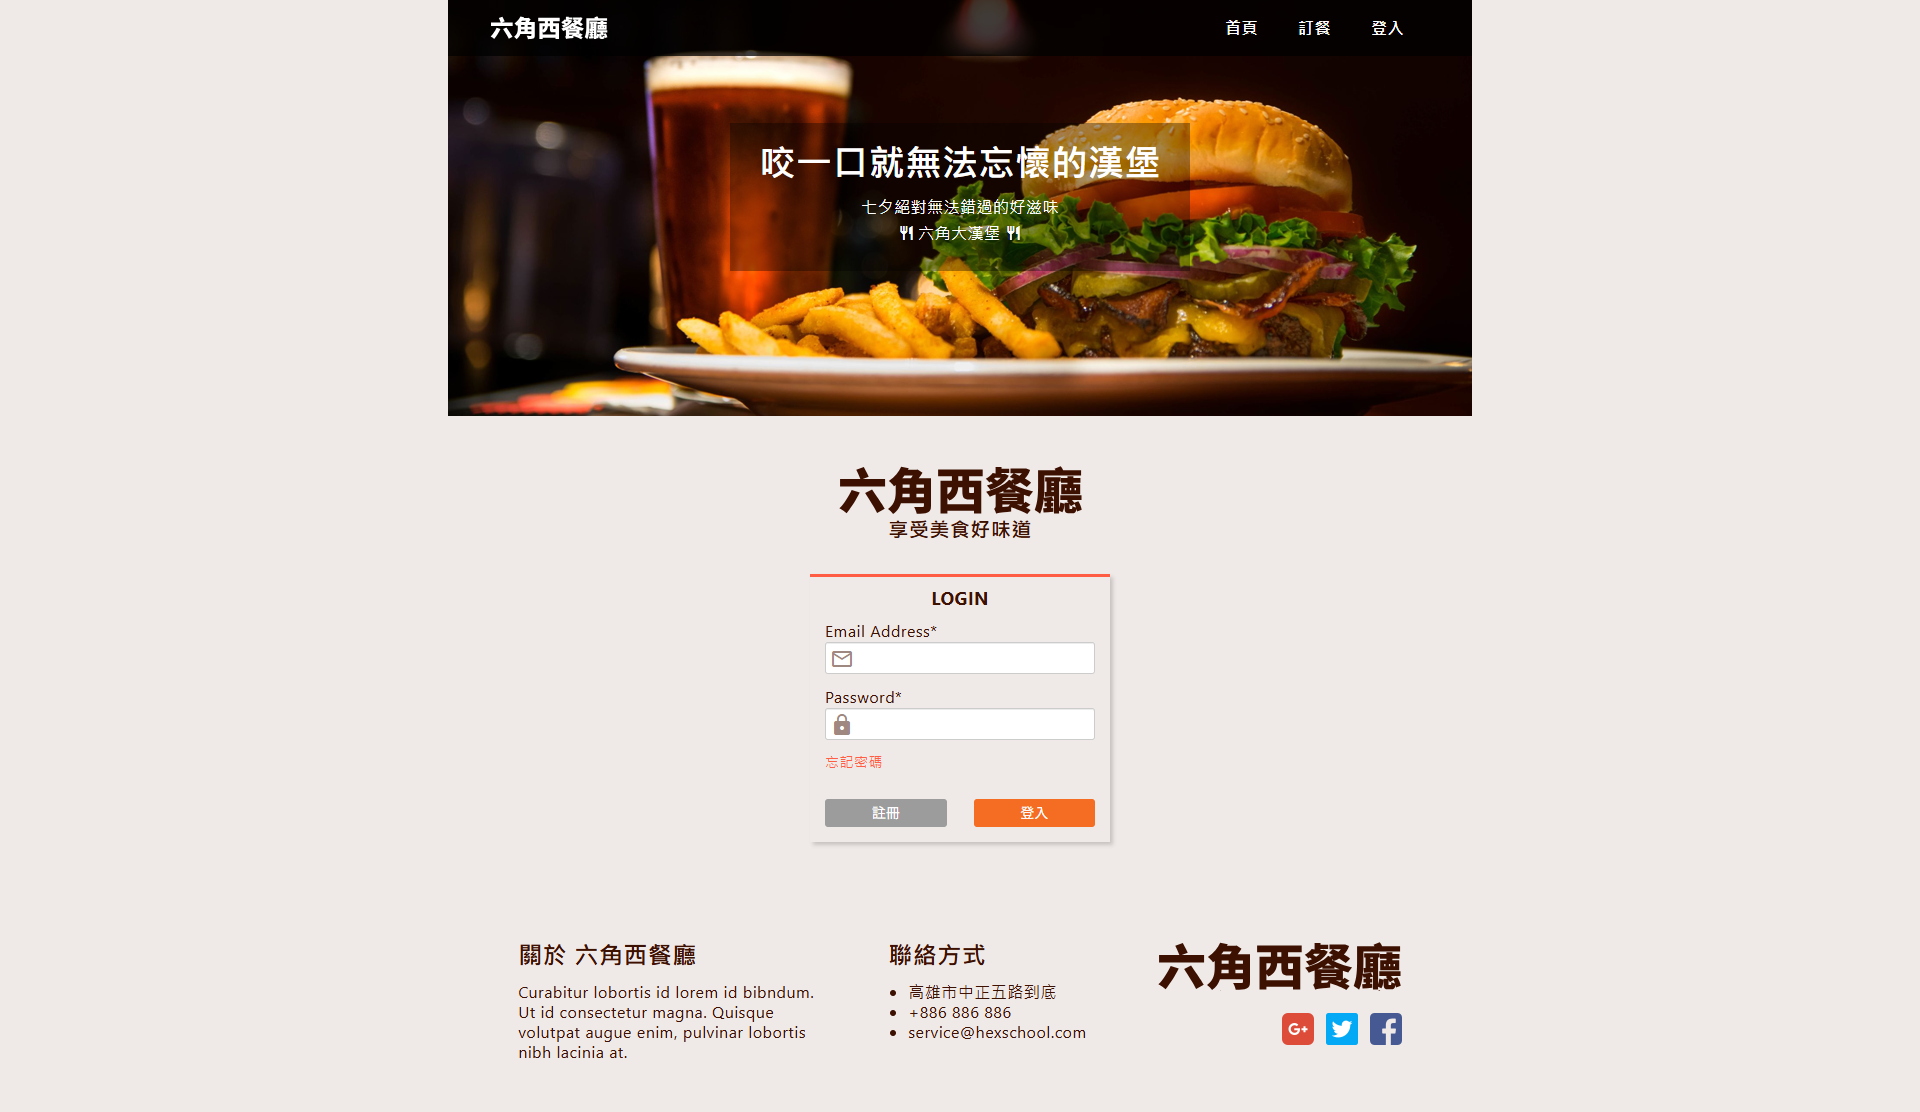 六角西餐廳
首頁
訂餐
登入
咬一口就無法忘懷的漢堡
七夕絕對無法錯過的好滋味
六角大漢堡
六角西餐廳
享受美食好味道
LOGIN
Email Address*
Password*
忘記密碼
註冊
登入
關於 六角西餐廳
Curabitur lobortis id lorem id bibndum.
Ut id consectetur magna. Quisque
volutpat augue enim, pulvinar lobortis
nibh lacinia at.
聯絡方式
高雄市中正五路到底
+886 886 886
service@hexschool.com
六角西餐廳
G+